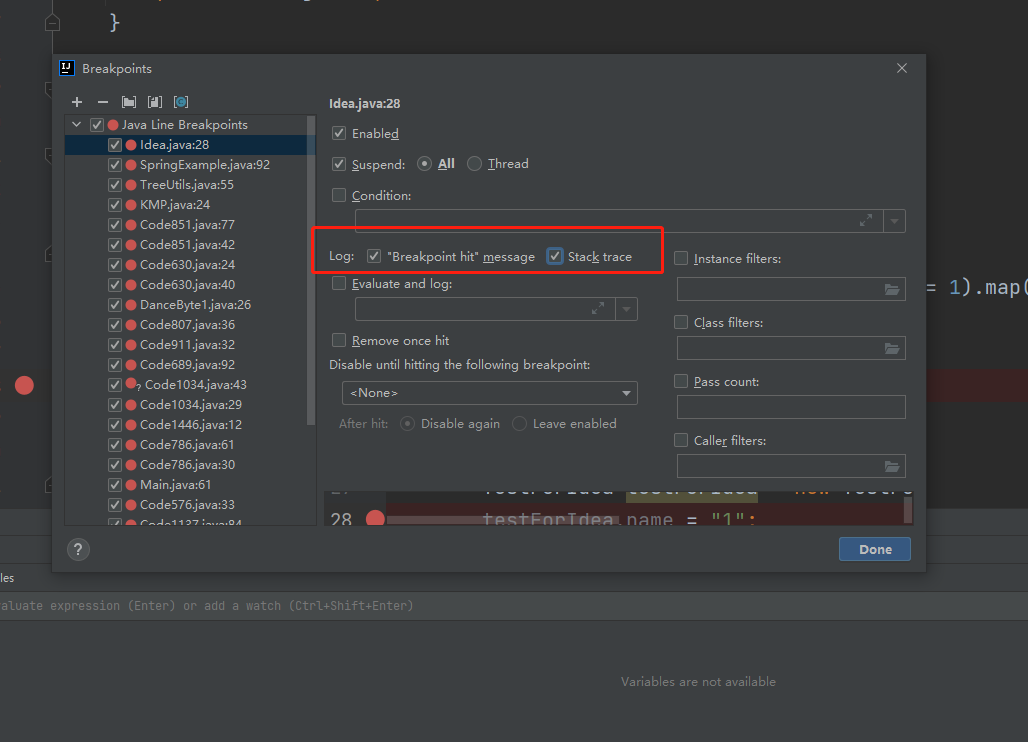 }
Breakpoints
Java Line Breakpoints
Idea.java:28
SpringExample.java:92
TreeUtils.java:55
KMP.java:24
Code851.java:77
Code851.java:42
Code630.java:24
Code630.java:40
DanceByte1.java:26
Code807.java:36
Code911.java:32
Code689.java:92
Code1034.java:43
Code1034.java:29
Code1446.java:12
Code786.java:61
Code786.java:30
Main.java:61
Code576.java:33
Code1137.java:84
Idea.java:28
Enabled
Suspend: All Thread
Condition:
Log: "Breakpoint hit" message Stack trace
Evaluate and log:
Remove once hit
Disable until hitting the following breakpoint:
<None>
After hit: Disable again Leave enabled
Instance filters:
Class filters:
Pass count:
Caller filters:
28 testForIdea.name = "1";
? Done
= 1).map(
les
aluate expression (Enter) or add a watch (Ctrl+Shift+Enter)
Variables are not available